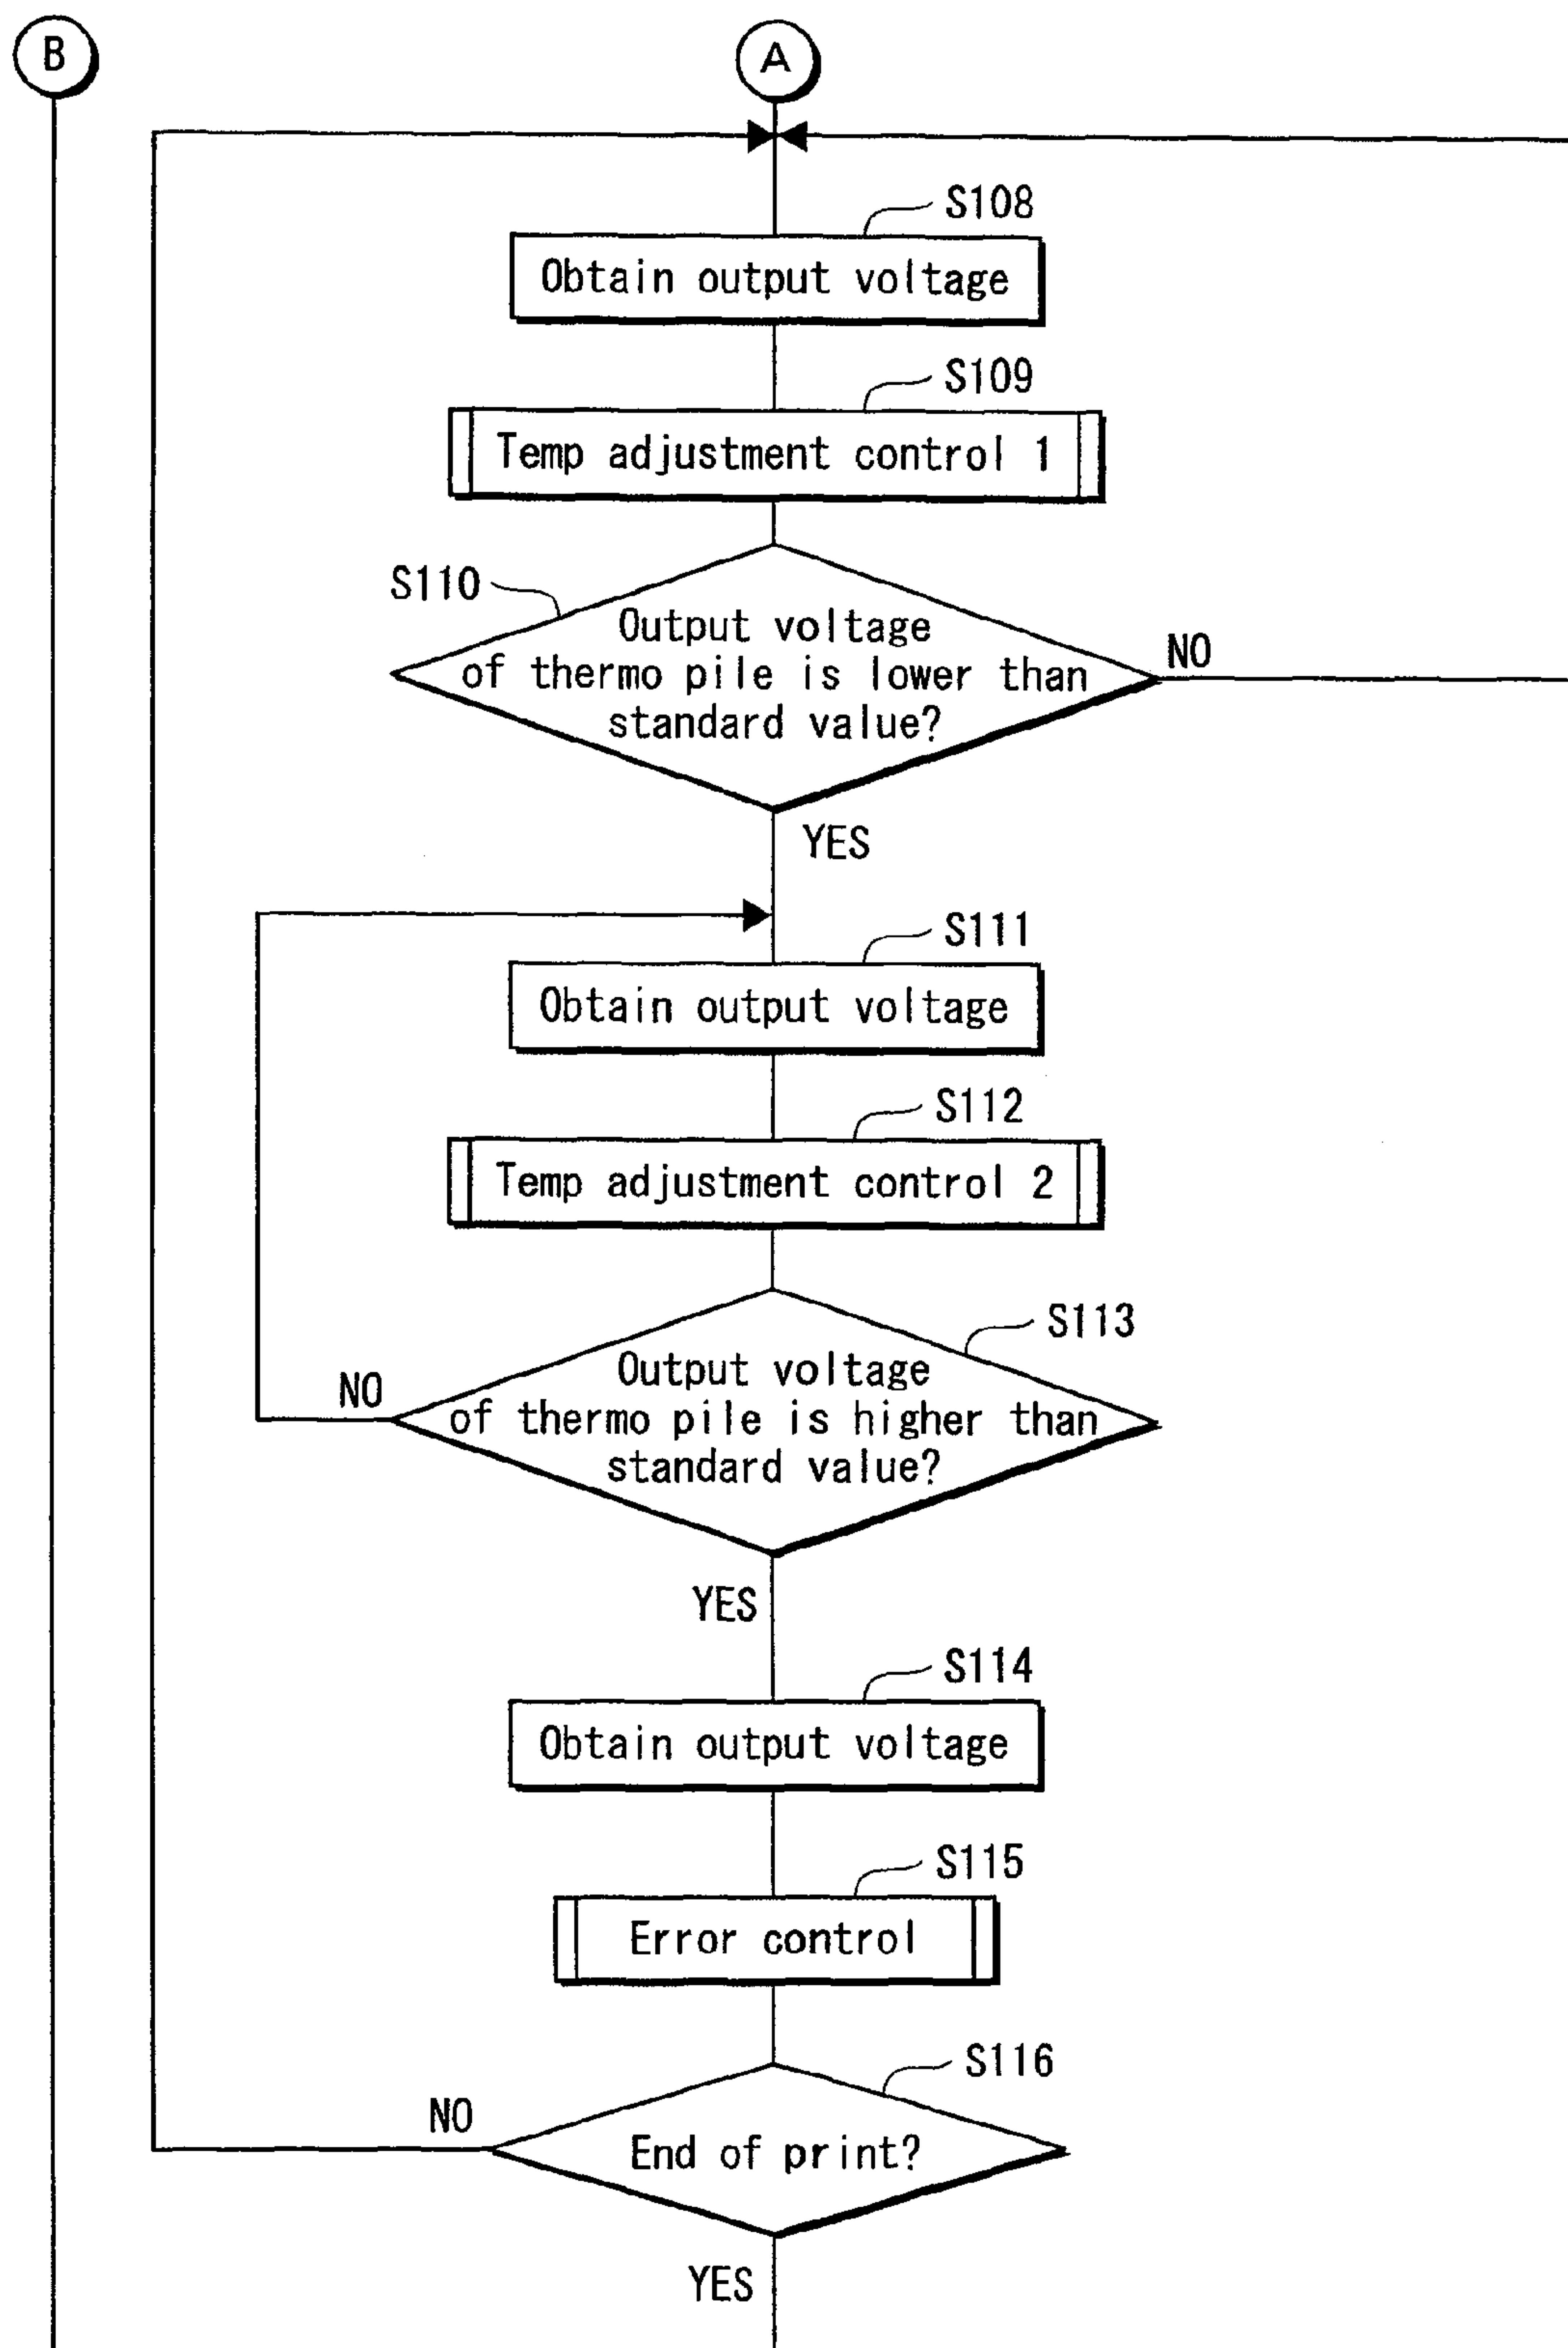 B
A
S108
Obtain output voltage
S109
Temp adjustment control 1
S110
Output voltage
of thermo pile is lower than
standard value?
NO
YES
S111
Obtain output voltage
S112
Temp adjustment control 2
S113
Output voltage
of thermo pile is higher than
standard value?
NO
YES
S114
Obtain output voltage
S115
Error control
S116
End of print?
NO
YES